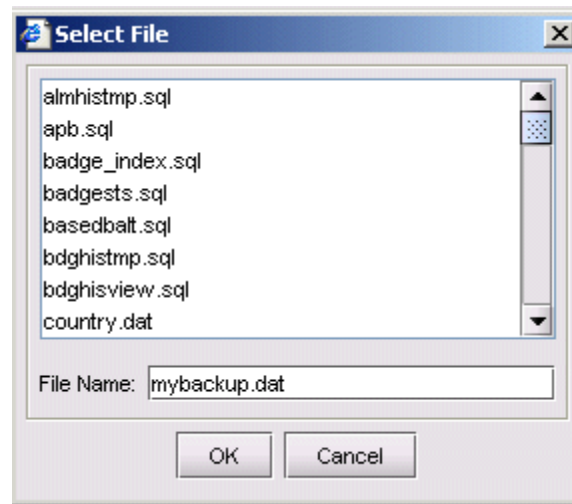 Select File
almhistmp.sql
apb.sql
badge_index.sql
badgests.sql
basedbalt.sql
bdghistmp.sql
bdghisview.sql
country.dat
File Name: mybackup.dat
OK Cancel